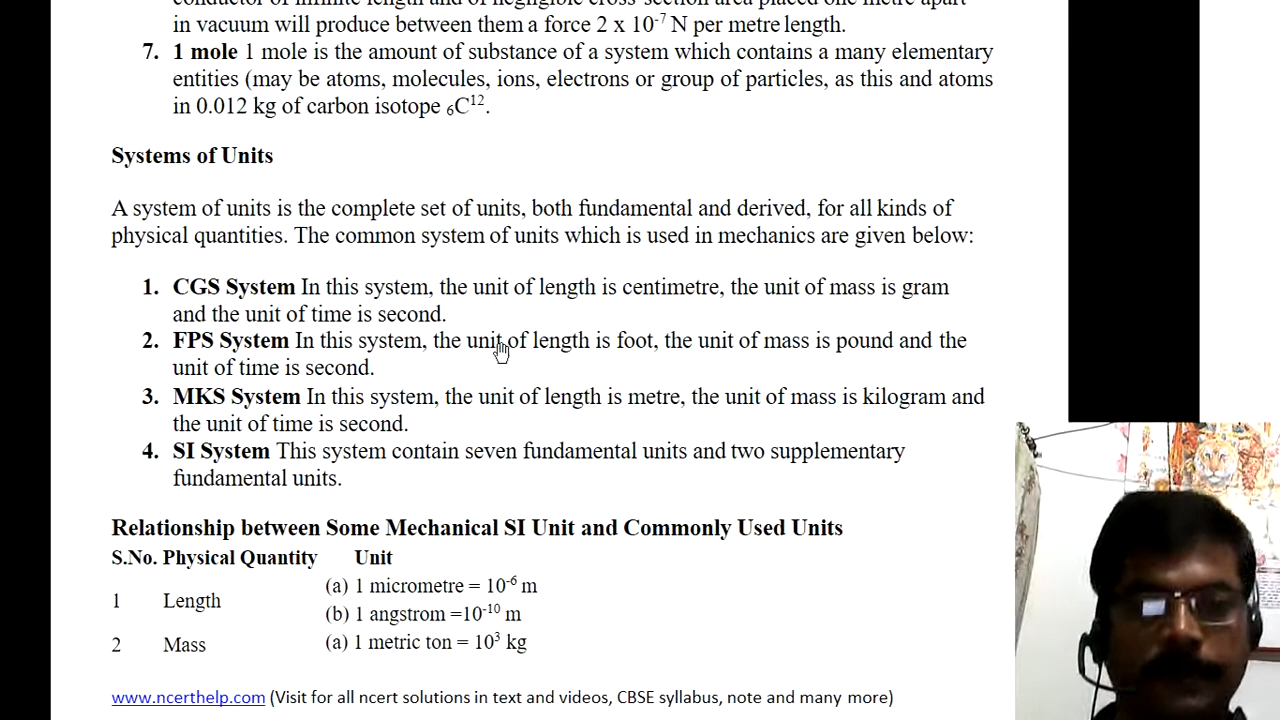 in vacuum will produce between them a force 2 x 10⁻⁷ N per metre length.
7. 1 mole 1 mole is the amount of substance of a system which contains a many elementary
entities (may be atoms, molecules, ions, electrons or group of particles, as this and atoms
in 0.012 kg of carbon isotope ₆C¹².
Systems of Units
A system of units is the complete set of units, both fundamental and derived, for all kinds of
physical quantities. The common system of units which is used in mechanics are given below:
1. CGS System In this system, the unit of length is centimetre, the unit of mass is gram
and the unit of time is second.
2. FPS System In this system, the unit of length is foot, the unit of mass is pound and the
unit of time is second.
3. MKS System In this system, the unit of length is metre, the unit of mass is kilogram and
the unit of time is second.
4. SI System This system contain seven fundamental units and two supplementary
fundamental units.
Relationship between Some Mechanical SI Unit and Commonly Used Units
S.No. Physical Quantity Unit
1 Length (a) 1 micrometre = 10⁻⁶ m
(b) 1 angstrom =10⁻¹⁰ m
2 Mass (a) 1 metric ton = 10³ kg
www.ncerthelp.com (Visit for all ncert solutions in text and videos, CBSE syllabus, note and many more)